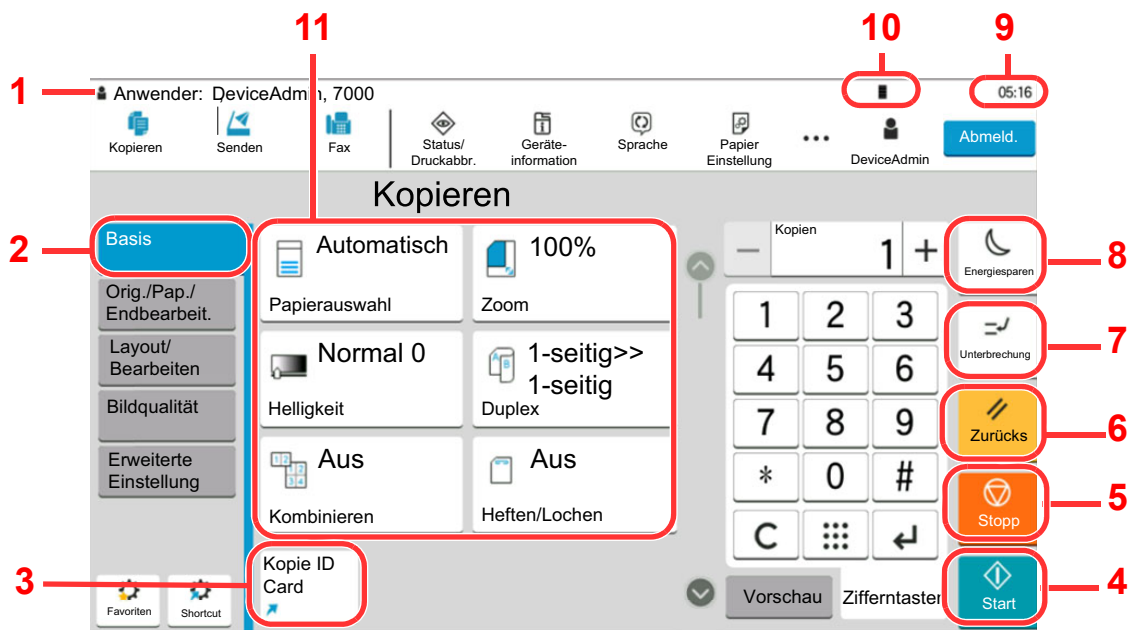 11
10
9
1
Anwender: DeviceAdmin, 7000
05:16
Kopieren
Senden
Fax
Status/
Druckabbr.
Geräte-
information
Sprache
Papier
Einstellung
DeviceAdmin
Abmeld.
Kopieren
2
Basis
Orig./Pap./
Endbearbeit.
Layout/
Bearbeiten
Bildqualität
Erweiterte
Einstellung
Automatisch
Papierauswahl
100%
Zoom
Normal 0
Helligkeit
1-seitig>>
1-seitig
Duplex
Aus
Kombinieren
Aus
Heften/Lochen
3
Kopie ID
Card
Favoriten
Shortcut
Kopien
— 1 +
1 2 3
4 5 6
7 8 9
* 0 #
C
Vorschau
Zifferntasten
Energiesparen
8
Unterbrechung
7
Zurücks
6
Stopp
5
Start
4